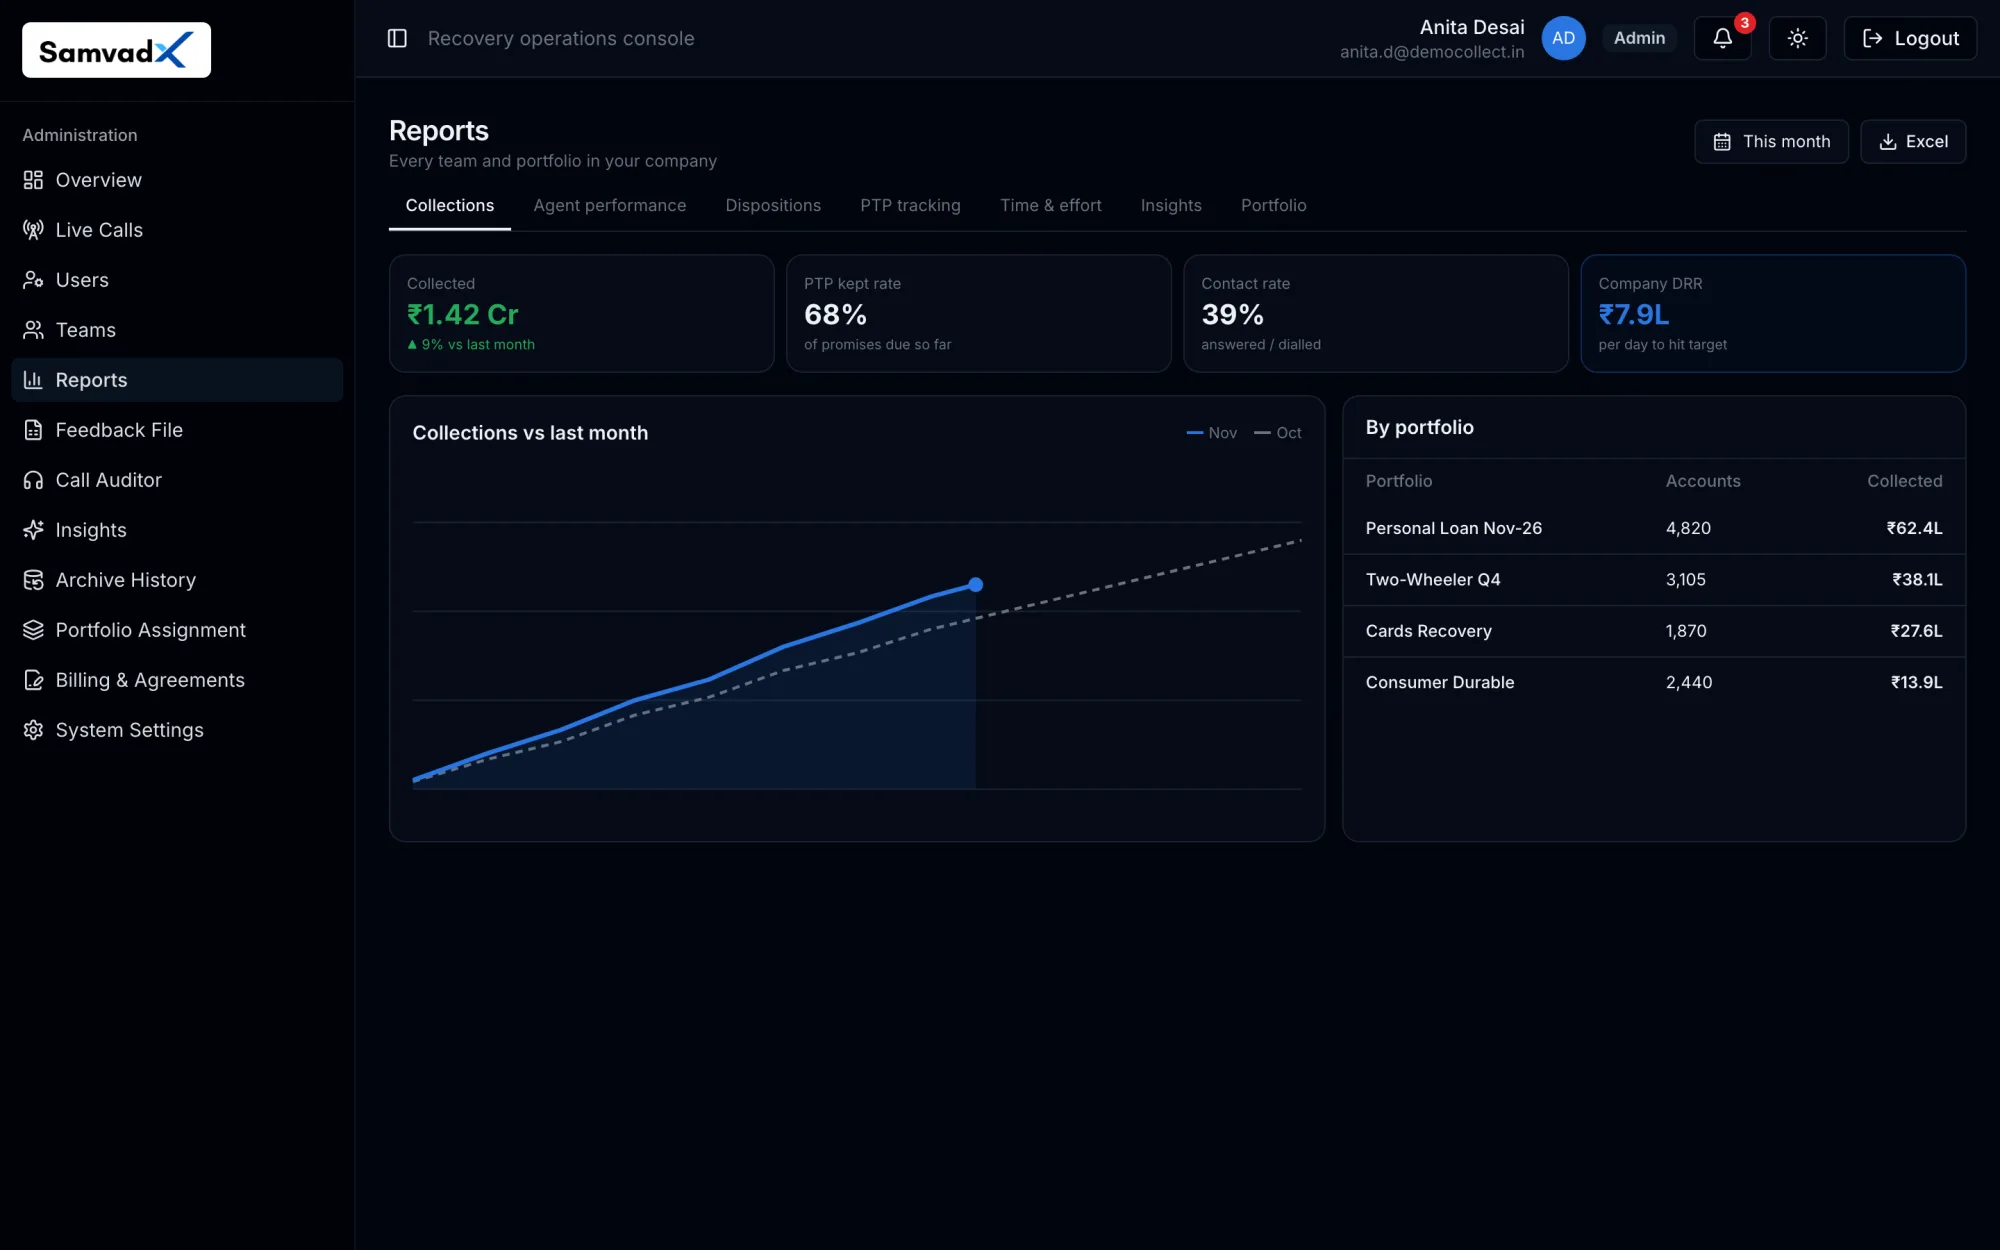 SamvadX
Recovery operations console
Anita Desai
anita.d@democollect.in
AD
Admin
3
Logout
Administration
Overview
Live Calls
Users
Teams
Reports
Feedback File
Call Auditor
Insights
Archive History
Portfolio Assignment
Billing & Agreements
System Settings
Reports
Every team and portfolio in your company
This month
Excel
Collections Agent performance Dispositions PTP tracking Time & effort Insights Portfolio
Collected
₹1.42 Cr
▲ 9% vs last month
PTP kept rate
68%
of promises due so far
Contact rate
39%
answered / dialled
Company DRR
₹7.9L
per day to hit target
Collections vs last month
Nov Oct
By portfolio
Portfolio Accounts Collected
Personal Loan Nov-26 4,820 ₹62.4L
Two-Wheeler Q4 3,105 ₹38.1L
Cards Recovery 1,870 ₹27.6L
Consumer Durable 2,440 ₹13.9L